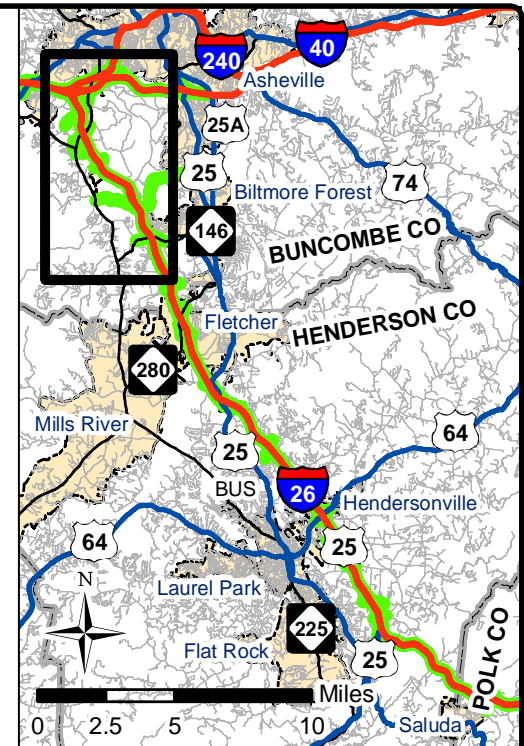 240
40
Asheville
25A
25
Biltmore Forest
74
146
BUNCOMBE CO
Fletcher
HENDERSON CO
280
Mills River
64
25
BUS
26
Hendersonville
64
25
N
Laurel Park
225
Flat Rock
25
POLK CO
Miles
0 2.5 5 10
Saluda